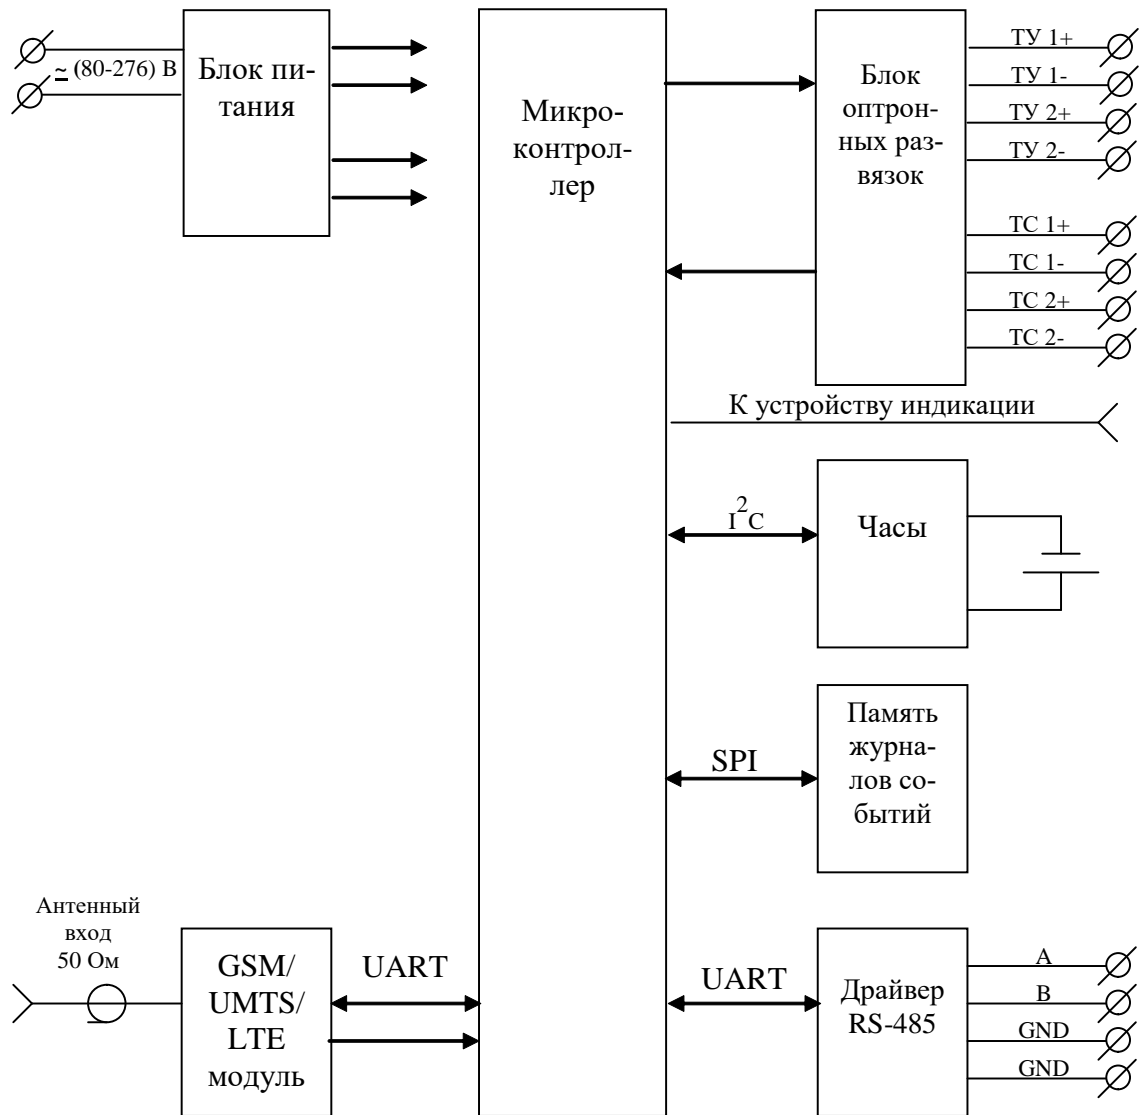 ~ (80-276) В
Блок пи-
тания
Микро-
контрол-
лер
Блок
оптрон-
ных раз-
вязок
ТУ 1+
ТУ 1-
ТУ 2+
ТУ 2-
ТС 1+
ТС 1-
ТС 2+
ТС 2-
К устройству индикации
I2C
Часы
SPI
Память
журна-
лов со-
бытий
Антенный
вход
50 Ом
GSM/
UMTS/
LTE
модуль
UART
UART
Драйвер
RS-485
A
B
GND
GND